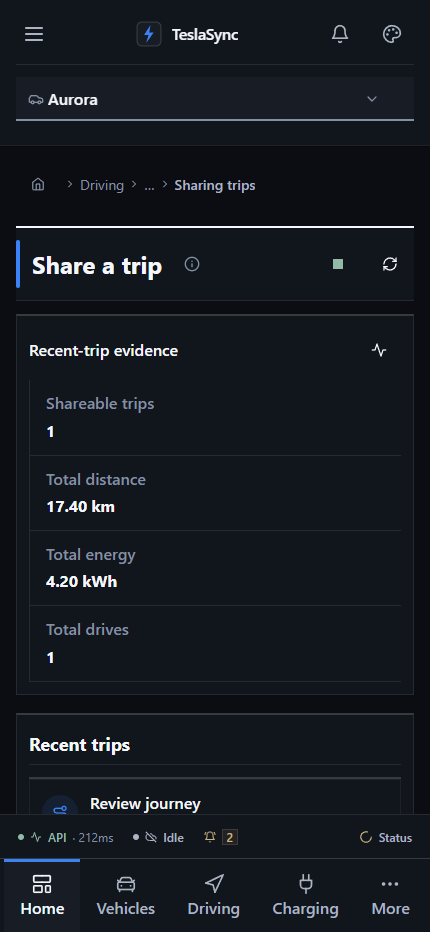 TeslaSync
Aurora
Driving ... Sharing trips
Share a trip
Recent-trip evidence
Shareable trips
1
Total distance
17.40 km
Total energy
4.20 kWh
Total drives
1
Recent trips
Review journey
API · 212ms Idle 2 Status
Home Vehicles Driving Charging More